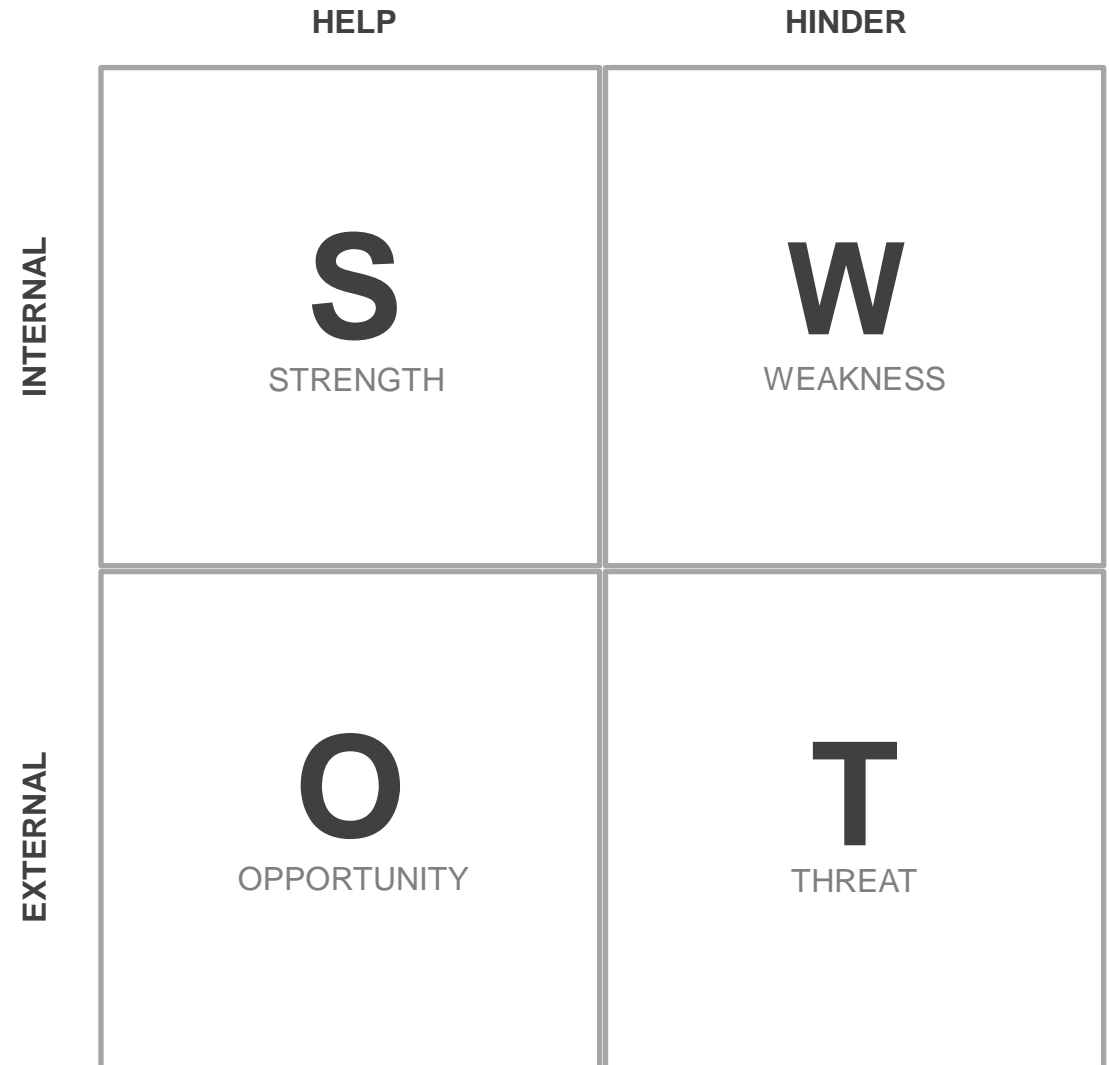 HELP
HINDER
INTERNAL
S
STRENGTH
W
WEAKNESS
EXTERNAL
O
OPPORTUNITY
T
THREAT